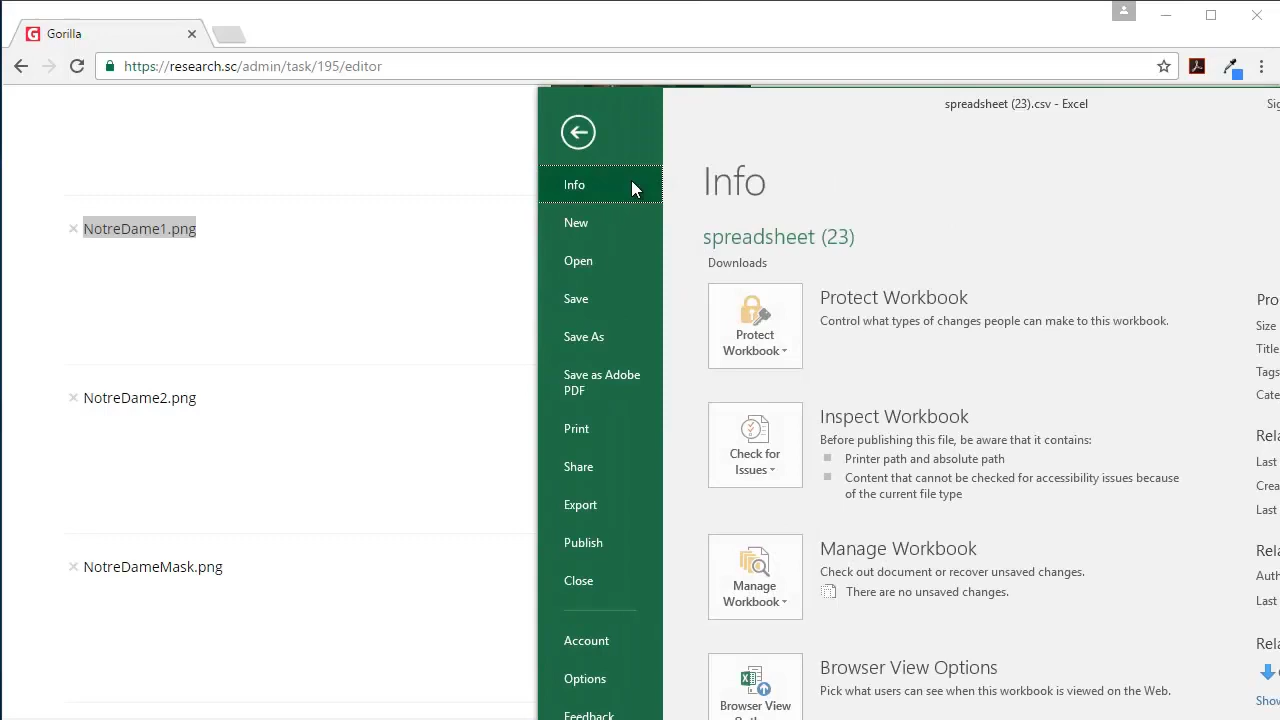 Gorilla
https://research.sc/admin/task/195/editor
NotreDame1.png
NotreDame2.png
NotreDameMask.png
spreadsheet (23).csv - Excel
Info
New
Open
Save
Save As
Save as Adobe
PDF
Print
Share
Export
Publish
Close
Account
Options
Feedback
Info
spreadsheet (23)
Downloads
Protect
Workbook
Protect Workbook
Control what types of changes people can make to this workbook.
Check for
Issues
Inspect Workbook
Before publishing this file, be aware that it contains:
Printer path and absolute path
Content that cannot be checked for accessibility issues because
of the current file type
Manage
Workbook
Manage Workbook
Check out document or recover unsaved changes.
There are no unsaved changes.
Browser View
Browser View Options
Pick what users can see when this workbook is viewed on the Web.
Size
Title
Tags
Last
Last
Last
Show